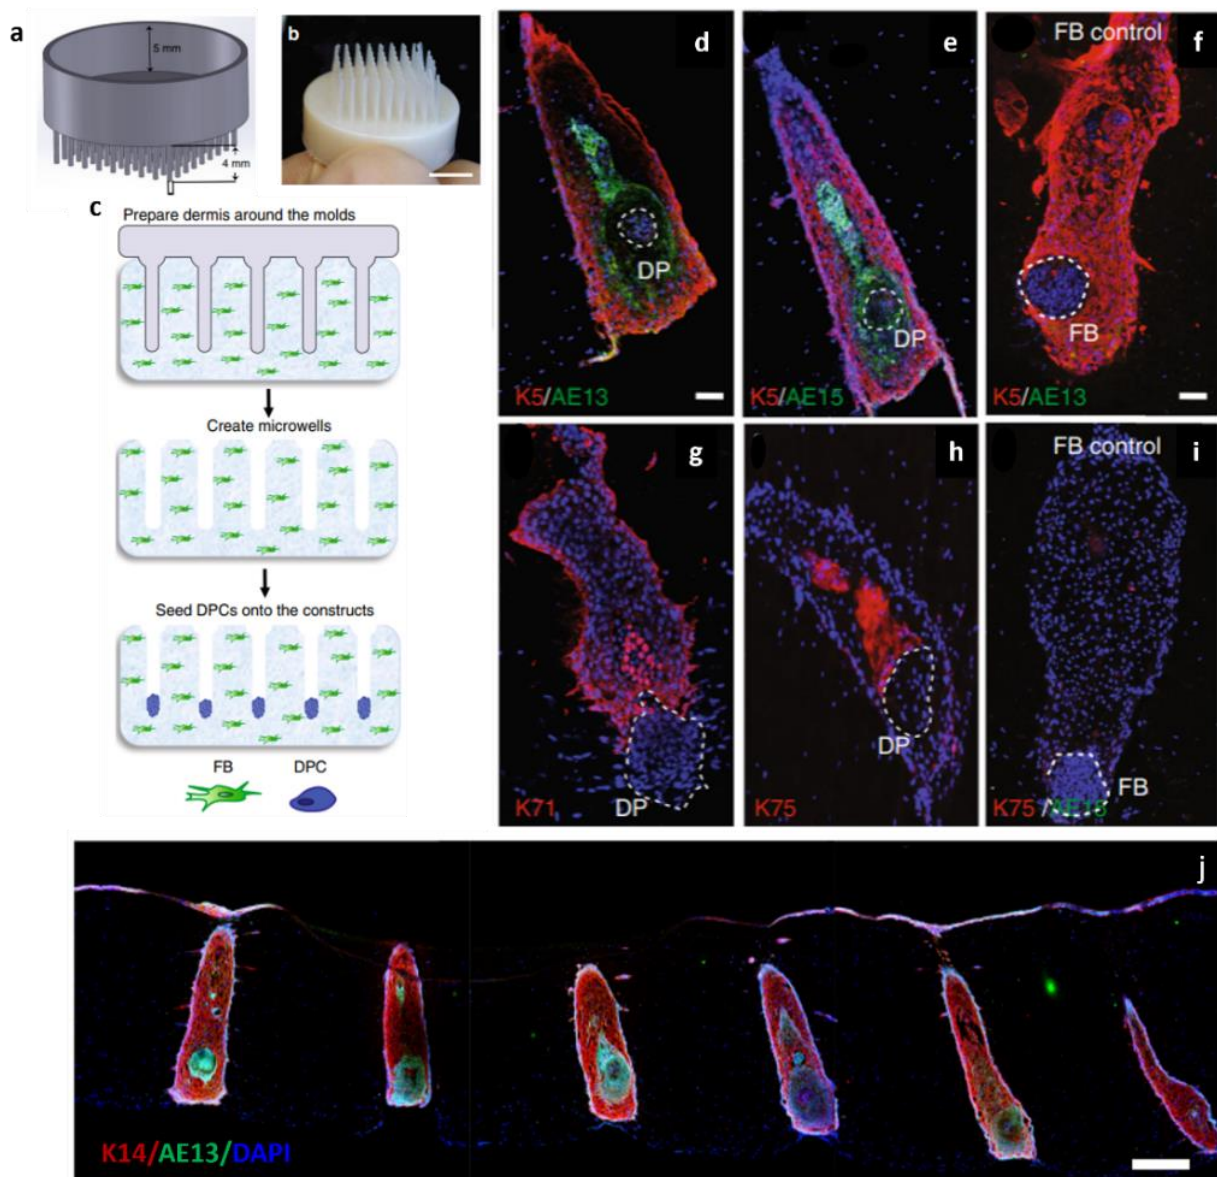 a
5 mm
4 mm
b
c
Prepare dermis around the molds
Create microwells
Seed DPCs onto the constructs
FB
DPC
d
DP
K5/AE13
e
DP
K5/AE15
FB control
f
FB
K5/AE13
g
K71
DP
h
DP
K75
FB control
i
FB
K75 /AE15
j
K14/AE13/DAPI